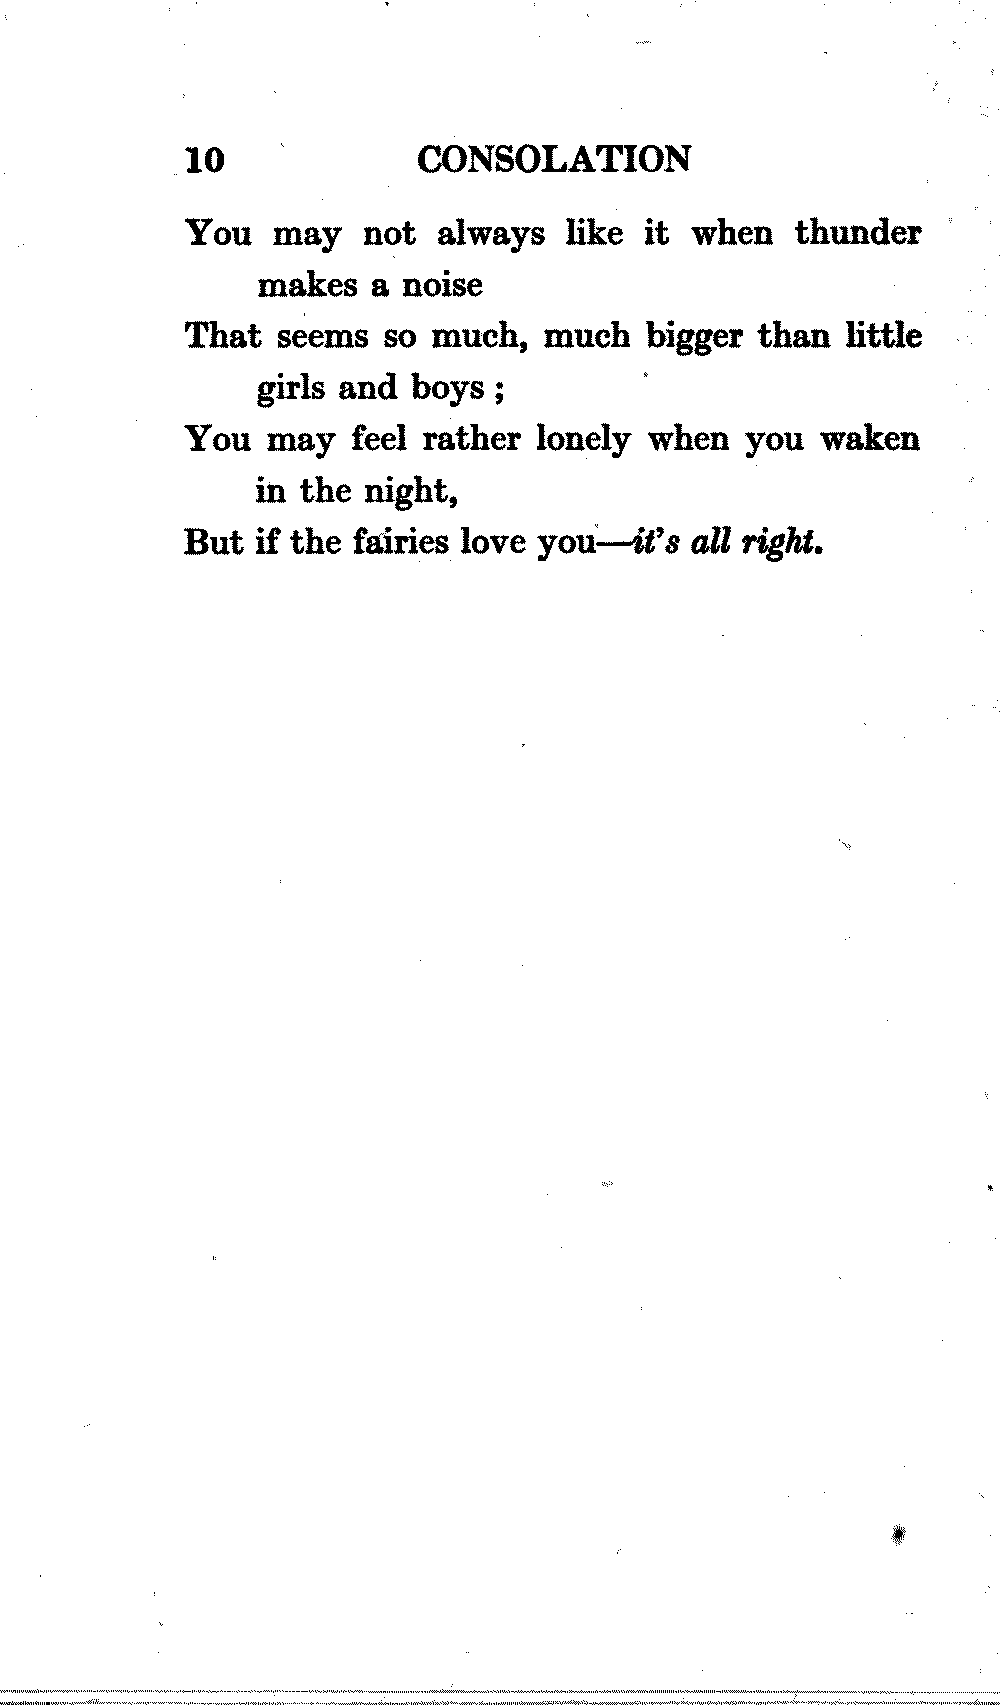 10 CONSOLATION
You may not always like it when thunder
makes a noise
That seems so much, much bigger than little
girls and boys ;
You may feel rather lonely when you waken
in the night,
But if the fairies love you—it's all right.